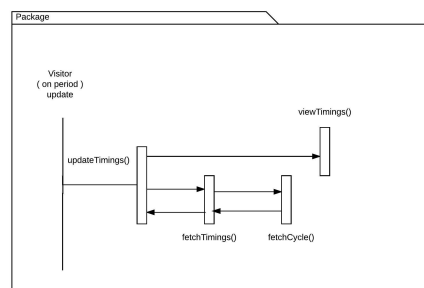 Package
Visitor
( on period )
update
viewTimings()
updateTimings()
fetchTimings()
fetchCycle()